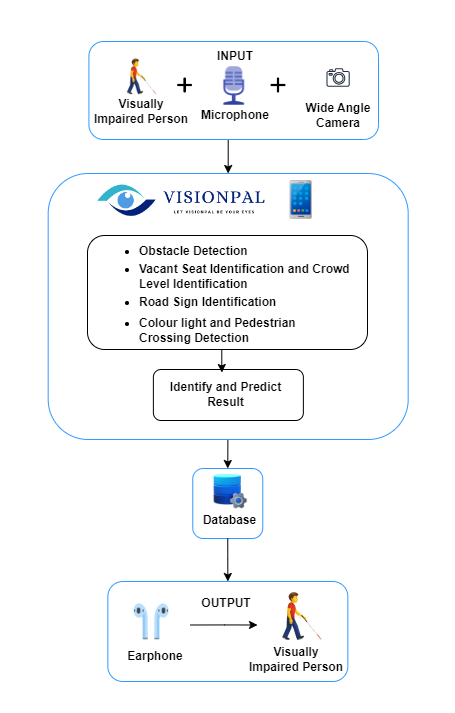 INPUT
Visually
Impaired Person
Microphone
Wide Angle
Camera
VISIONPAL
LET VISIONPAL BE YOUR EYES
• Obstacle Detection
• Vacant Seat Identification and Crowd
Level Identification
• Road Sign Identification
• Colour light and Pedestrian
Crossing Detection
Identify and Predict
Result
Database
OUTPUT
Earphone
Visually
Impaired Person